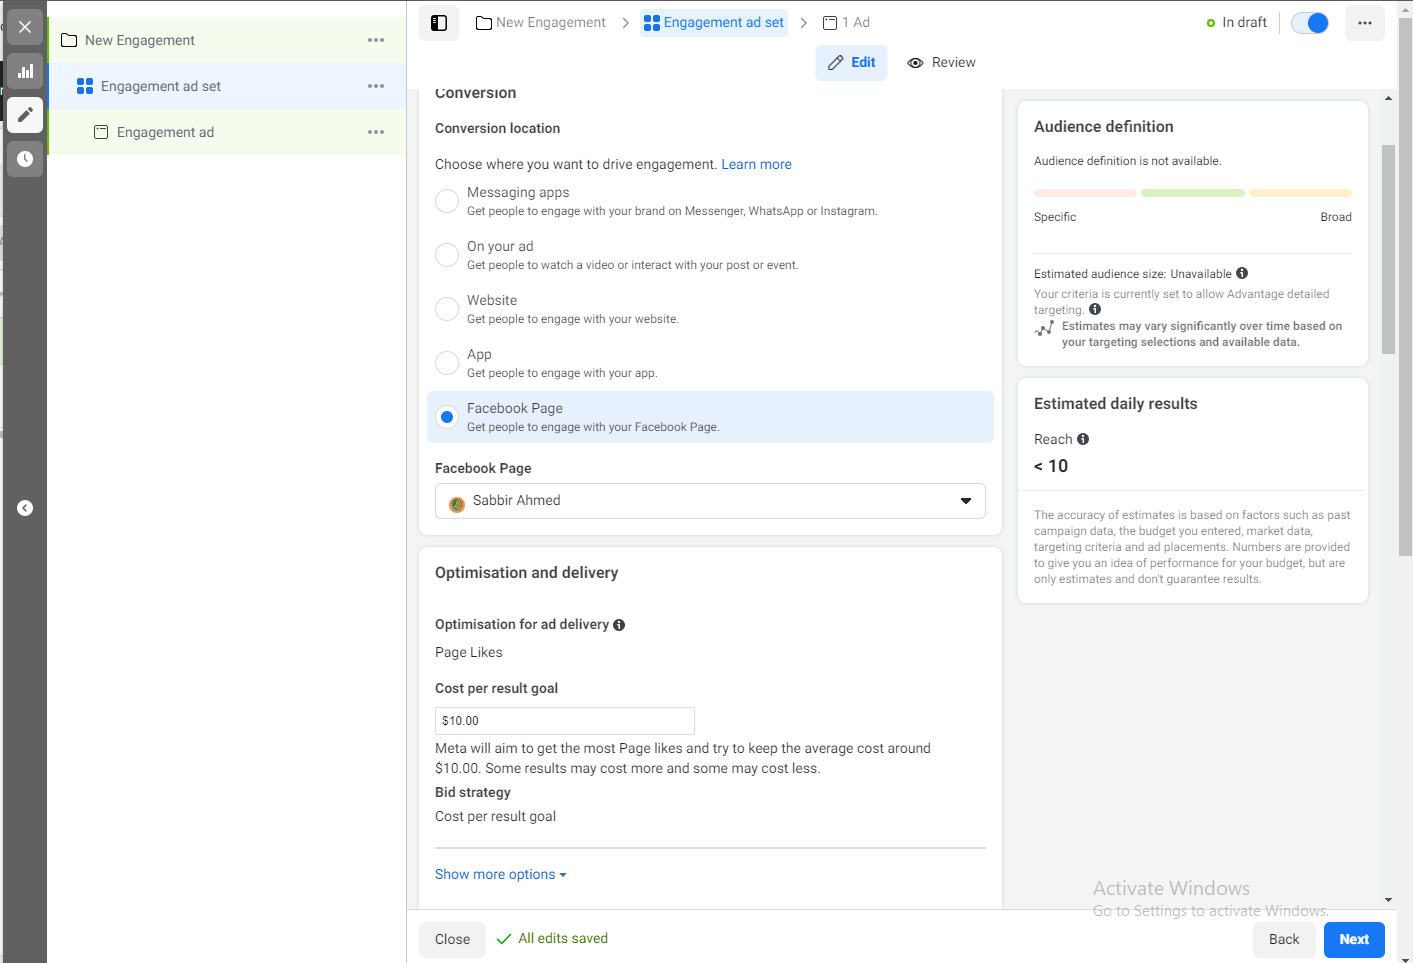 New Engagement
Engagement ad set
Engagement ad
New Engagement
Engagement ad set
1 Ad
In draft
Edit
Review
Conversion
Conversion location
Choose where you want to drive engagement. Learn more
Messaging apps
Get people to engage with your brand on Messenger, WhatsApp or Instagram.
On your ad
Get people to watch a video or interact with your post or event.
Website
Get people to engage with your website.
App
Get people to engage with your app.
Facebook Page
Get people to engage with your Facebook Page.
Facebook Page
Sabbir Ahmed
Optimisation and delivery
Optimisation for ad delivery
Page Likes
Cost per result goal
$10.00
Meta will aim to get the most Page likes and try to keep the average cost around
$10.00. Some results may cost more and some may cost less.
Bid strategy
Cost per result goal
Show more options
Audience definition
Audience definition is not available.
Specific
Broad
Estimated audience size: Unavailable
Your criteria is currently set to allow Advantage detailed
targeting.
Estimates may vary significantly over time based on
your targeting selections and available data.
Estimated daily results
Reach
< 10
The accuracy of estimates is based on factors such as past
campaign data, the budget you entered, market data,
targeting criteria and ad placements. Numbers are provided
to give you an idea of performance for your budget, but are
only estimates and don't guarantee results.
Activate Windows
Go to Settings to activate Windows.
Close
All edits saved
Back
Next